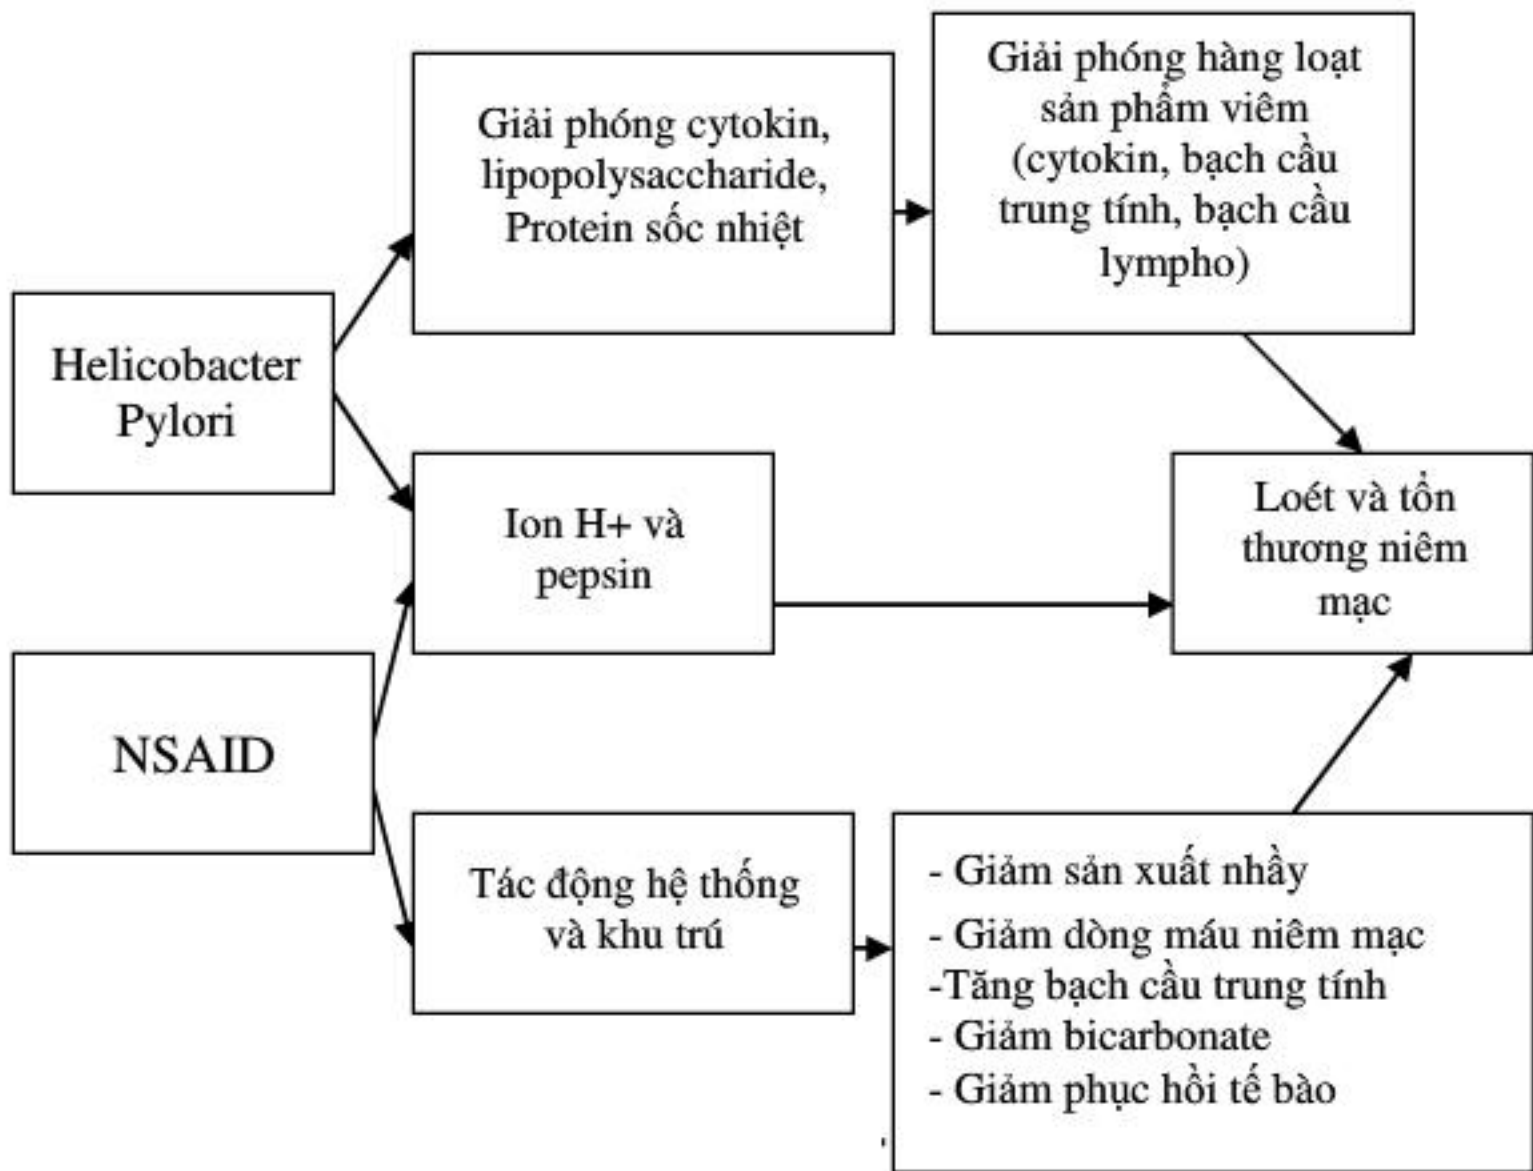 Giải phóng cytokin,
lipopolysaccharide,
Protein sốc nhiệt
Giải phóng hàng loạt
sản phẩm viêm
(cytokin, bạch cầu
trung tính, bạch cầu
lympho)
Helicobacter
Pylori
Ion H+ và
pepsin
Loét và tổn
thương niêm
mạc
NSAID
Tác động hệ thống
và khu trú
- Giảm sản xuất nhầy
- Giảm dòng máu niêm mạc
-Tăng bạch cầu trung tính
- Giảm bicarbonate
- Giảm phục hồi tế bào